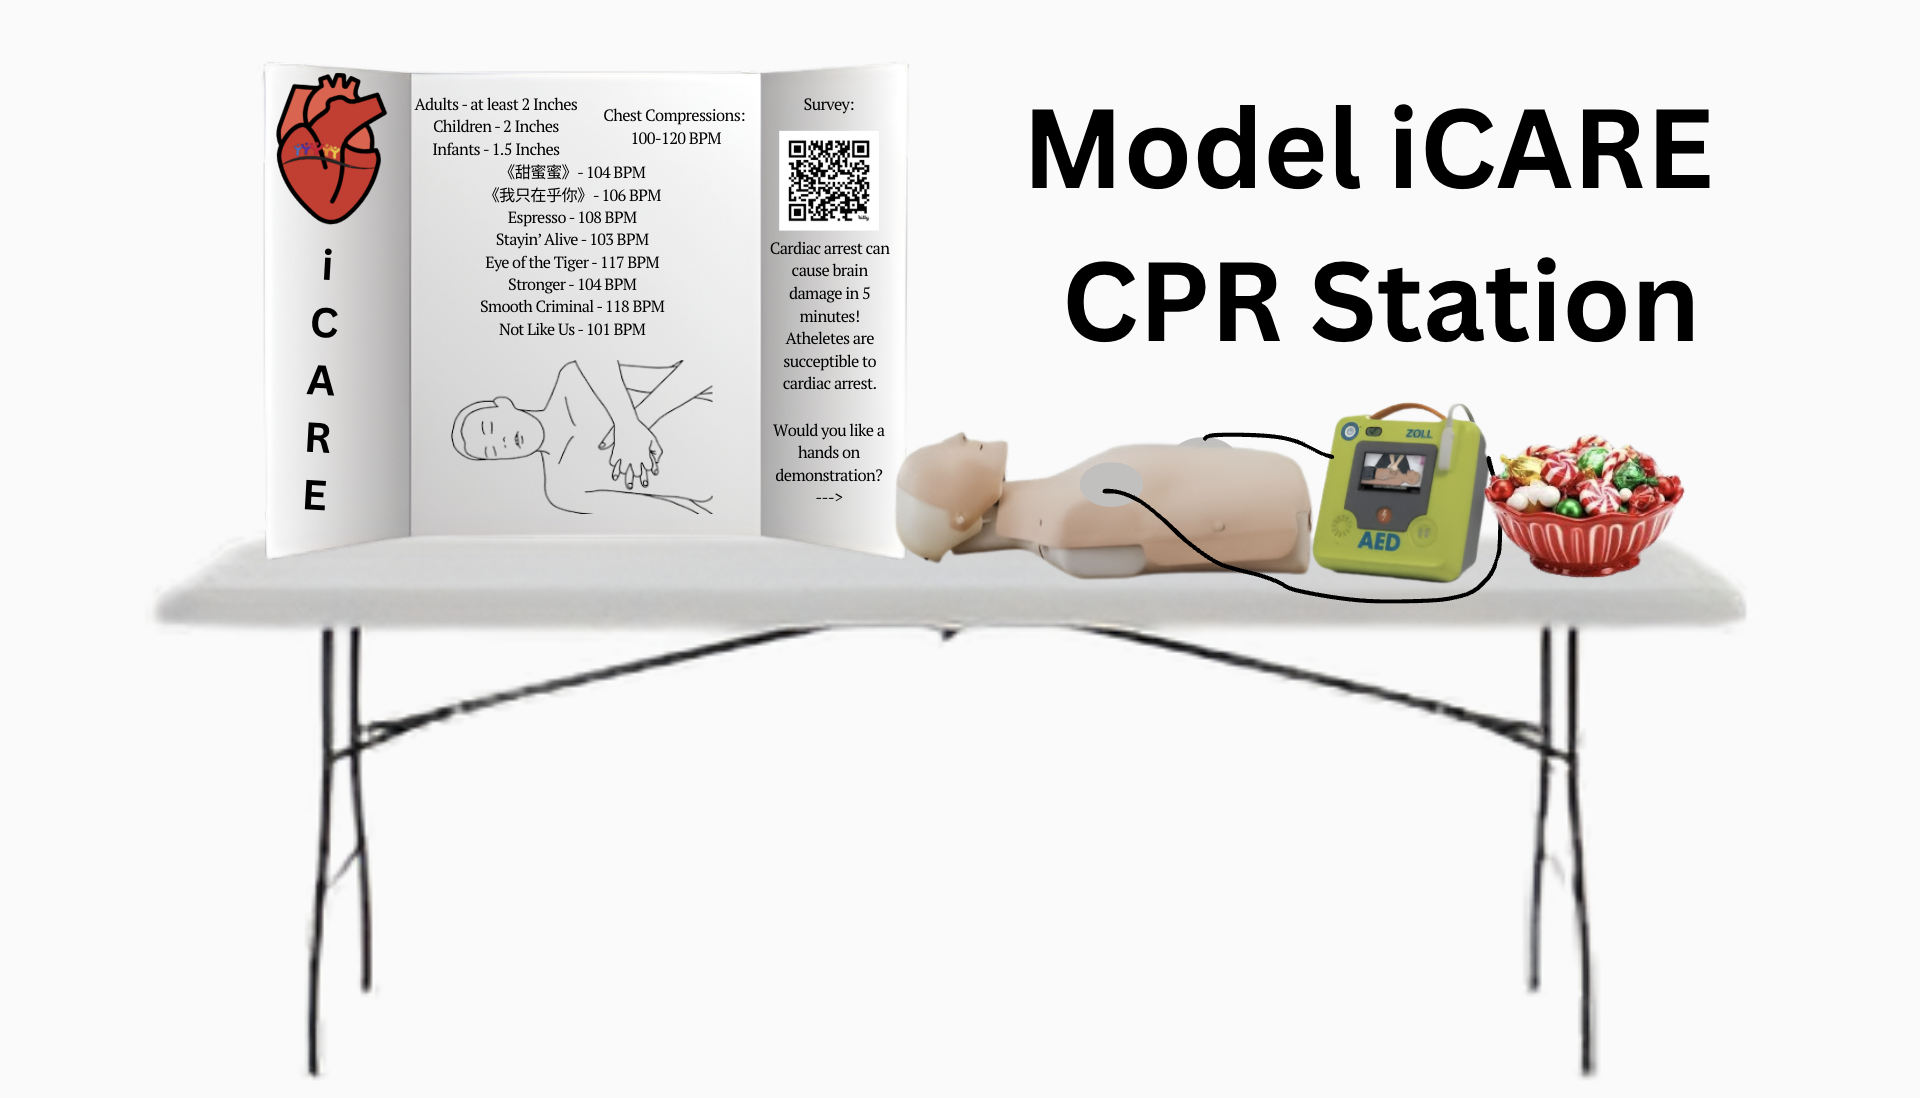 Model iCARE
CPR Station
i
C
A
R
E
Adults - at least 2 Inches
Children - 2 Inches
Infants - 1.5 Inches
Chest Compressions:
100-120 BPM
《甜蜜蜜》- 104 BPM
《我只在乎你》- 106 BPM
Espresso - 108 BPM
Stayin’ Alive - 103 BPM
Eye of the Tiger - 117 BPM
Stronger - 104 BPM
Smooth Criminal - 118 BPM
Not Like Us - 101 BPM
Survey:
Cardiac arrest can
cause brain
damage in 5
minutes!
Atheletes are
succeptible to
cardiac arrest.
Would you like a
hands on
demonstration?
--->
ZOLL
AED